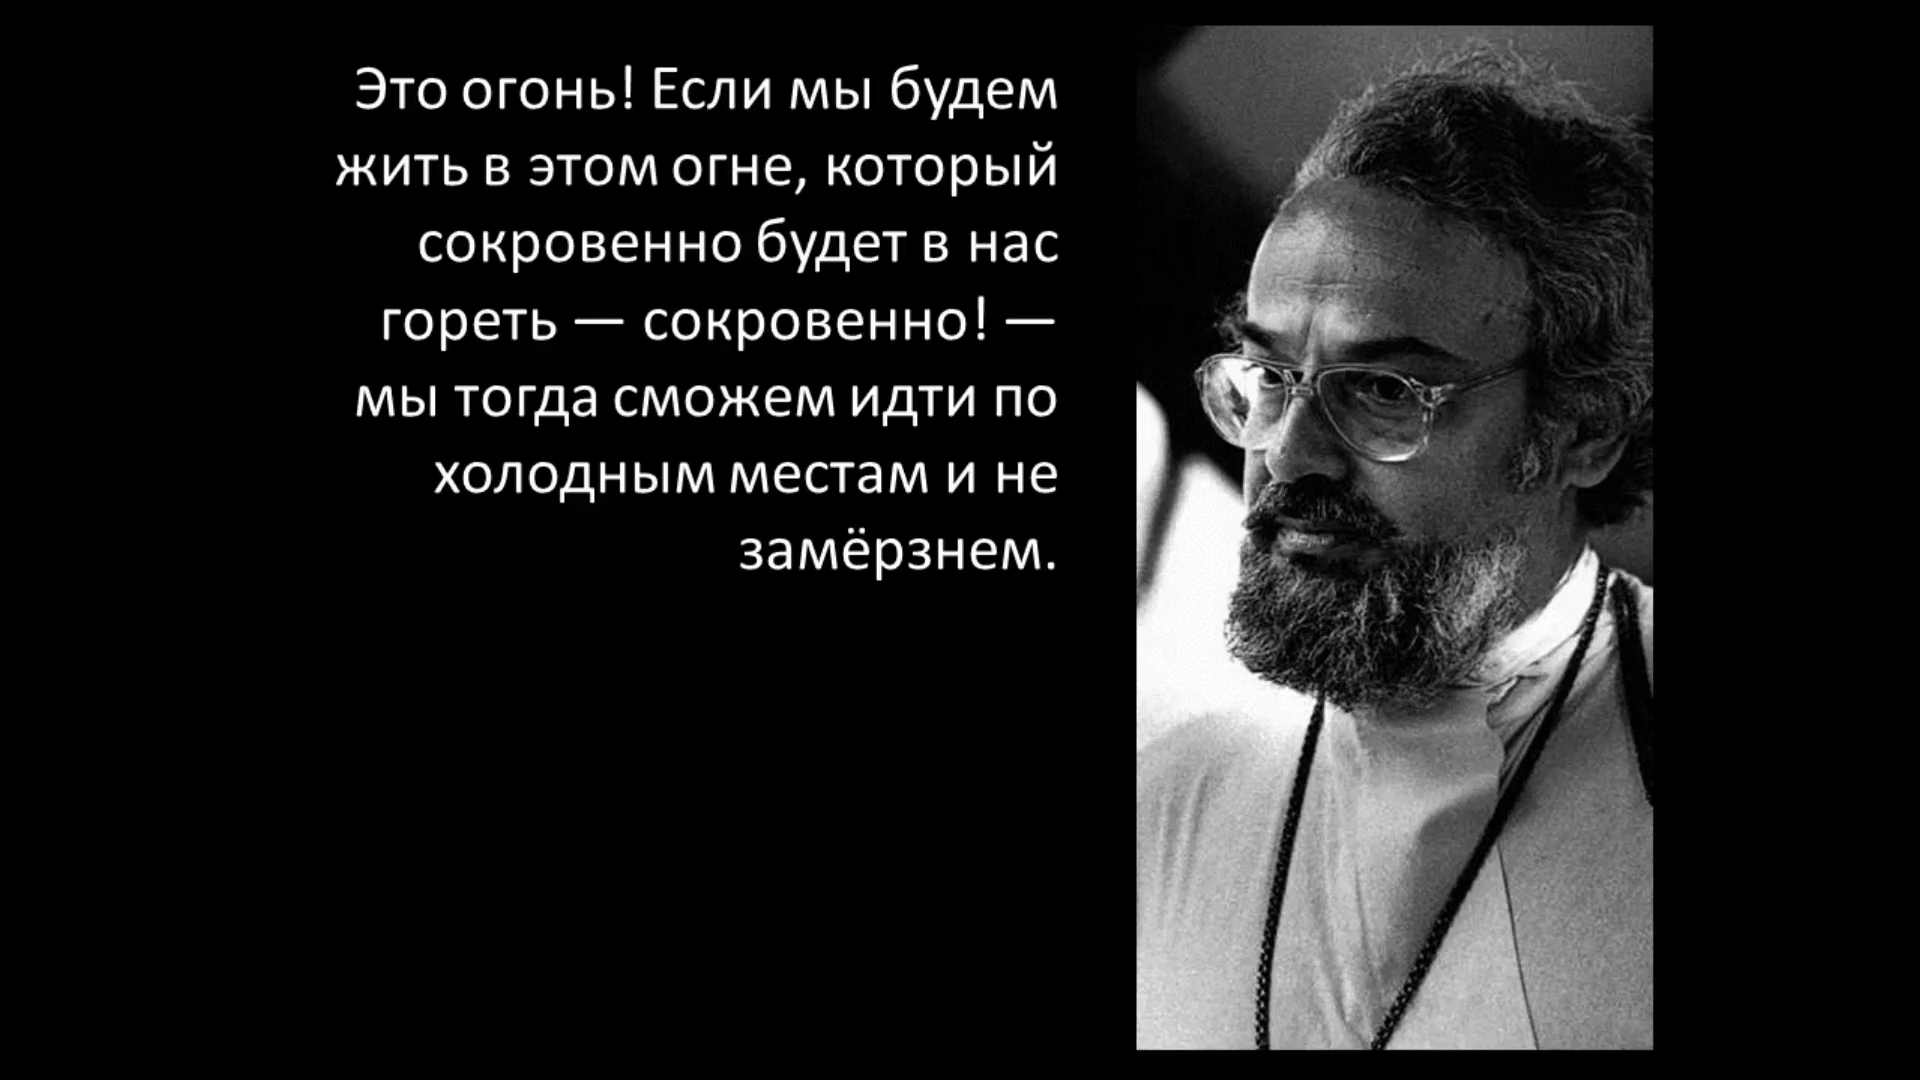 Это огонь! Если мы будем
жить в этом огне, который
сокровенно будет в нас
гореть — сокровенно! —
мы тогда сможем идти по
холодным местам и не
замёрзнем.